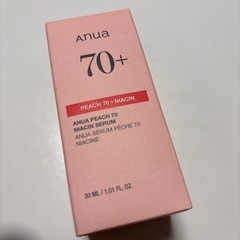 Anua
70+
PEACH 70 • NIACIN
ANUA PEACH 70
NIACIN SERUM
ANUA SÉRUM PÊCHE 70
NIACINE
30 ML / 1.01 FL. OZ.